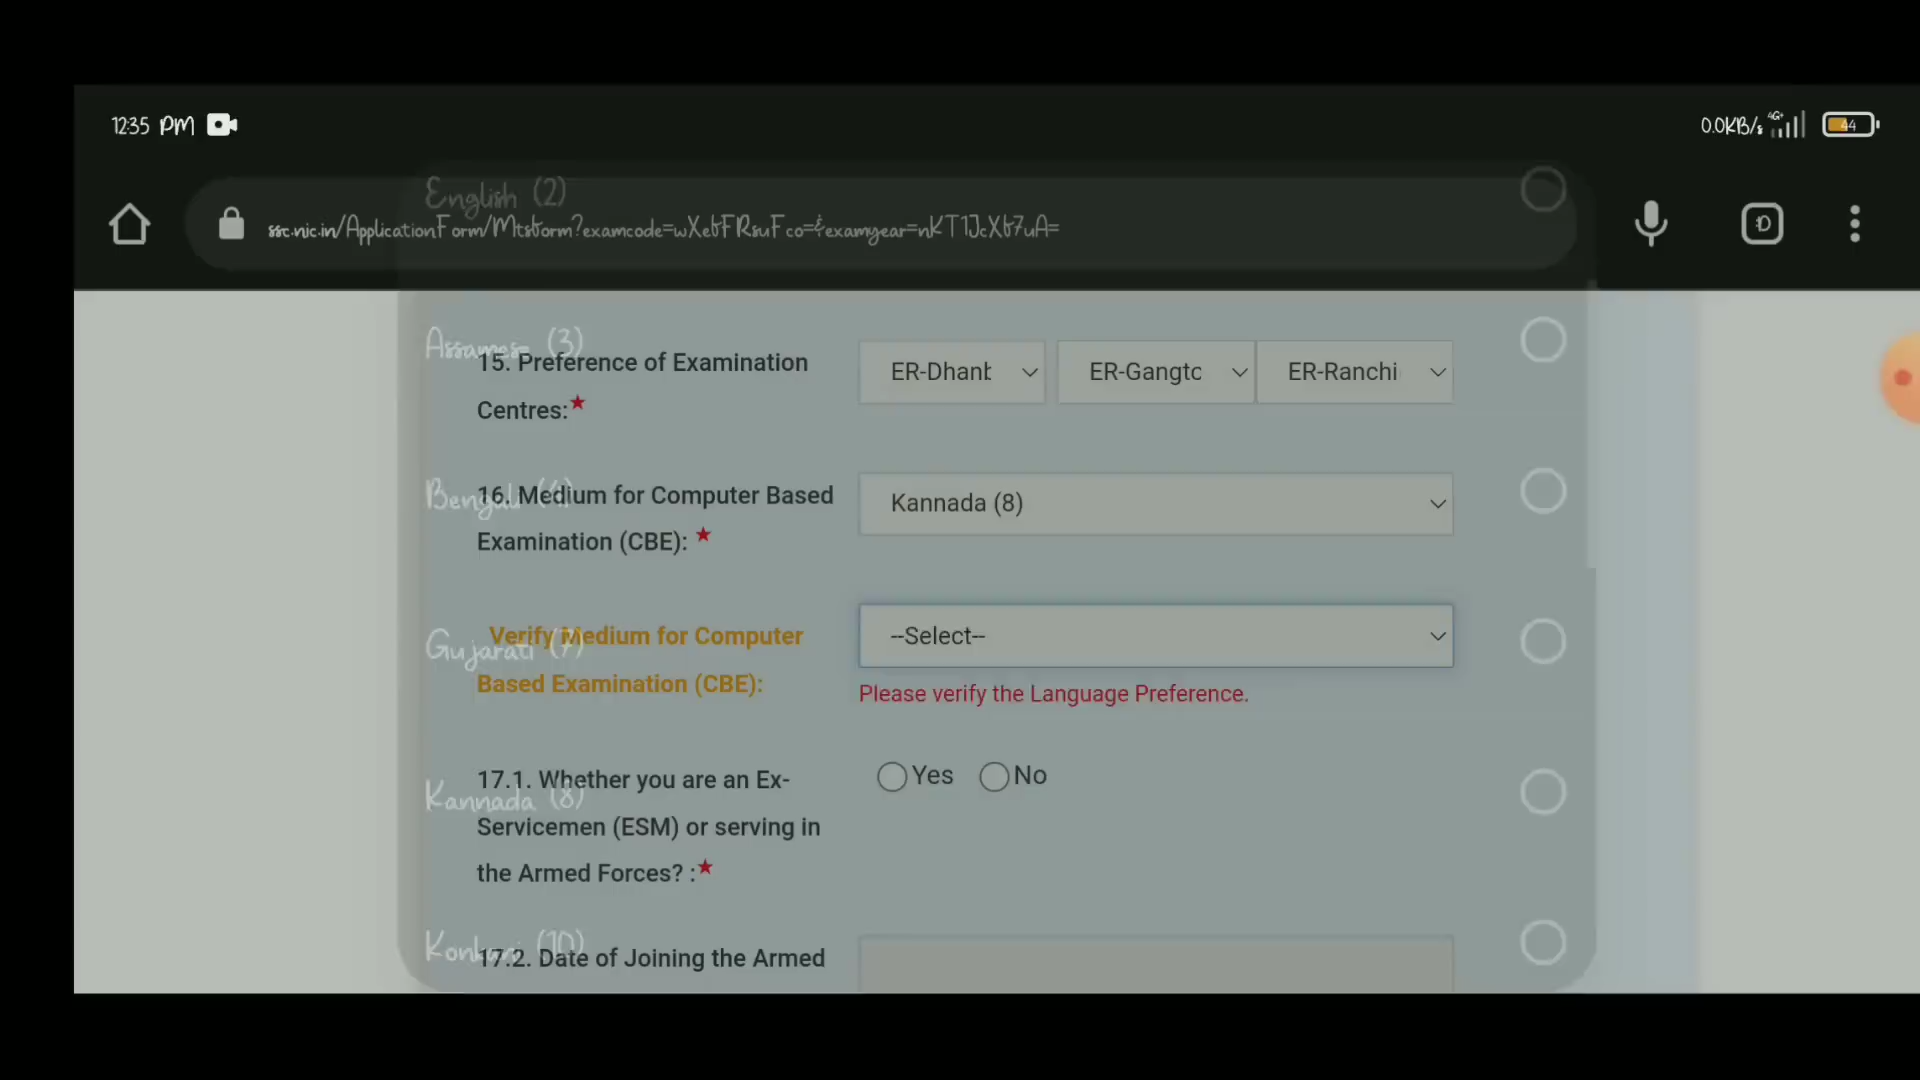 12:35 PM
0.0KB/s 4G+ 44
English (2)
ssc.nic.in/ApplicationForm/Mtsform?examcode=
10
Assamese (3)
15. Preference of Examination
Centres:★
ER-Dhanb
ER-Gangtc
ER-Ranchi
Bengali (4)
16. Medium for Computer Based
Examination (CBE): ★
Kannada (8)
Gujarati (7)
Verify Medium for Computer
Based Examination (CBE):
--Select--
Please verify the Language Preference.
Kannada (8)
17.1. Whether you are an Ex-
Servicemen (ESM) or serving in
the Armed Forces? :★
Yes
No
Konkani (10)
17.2. Date of Joining the Armed